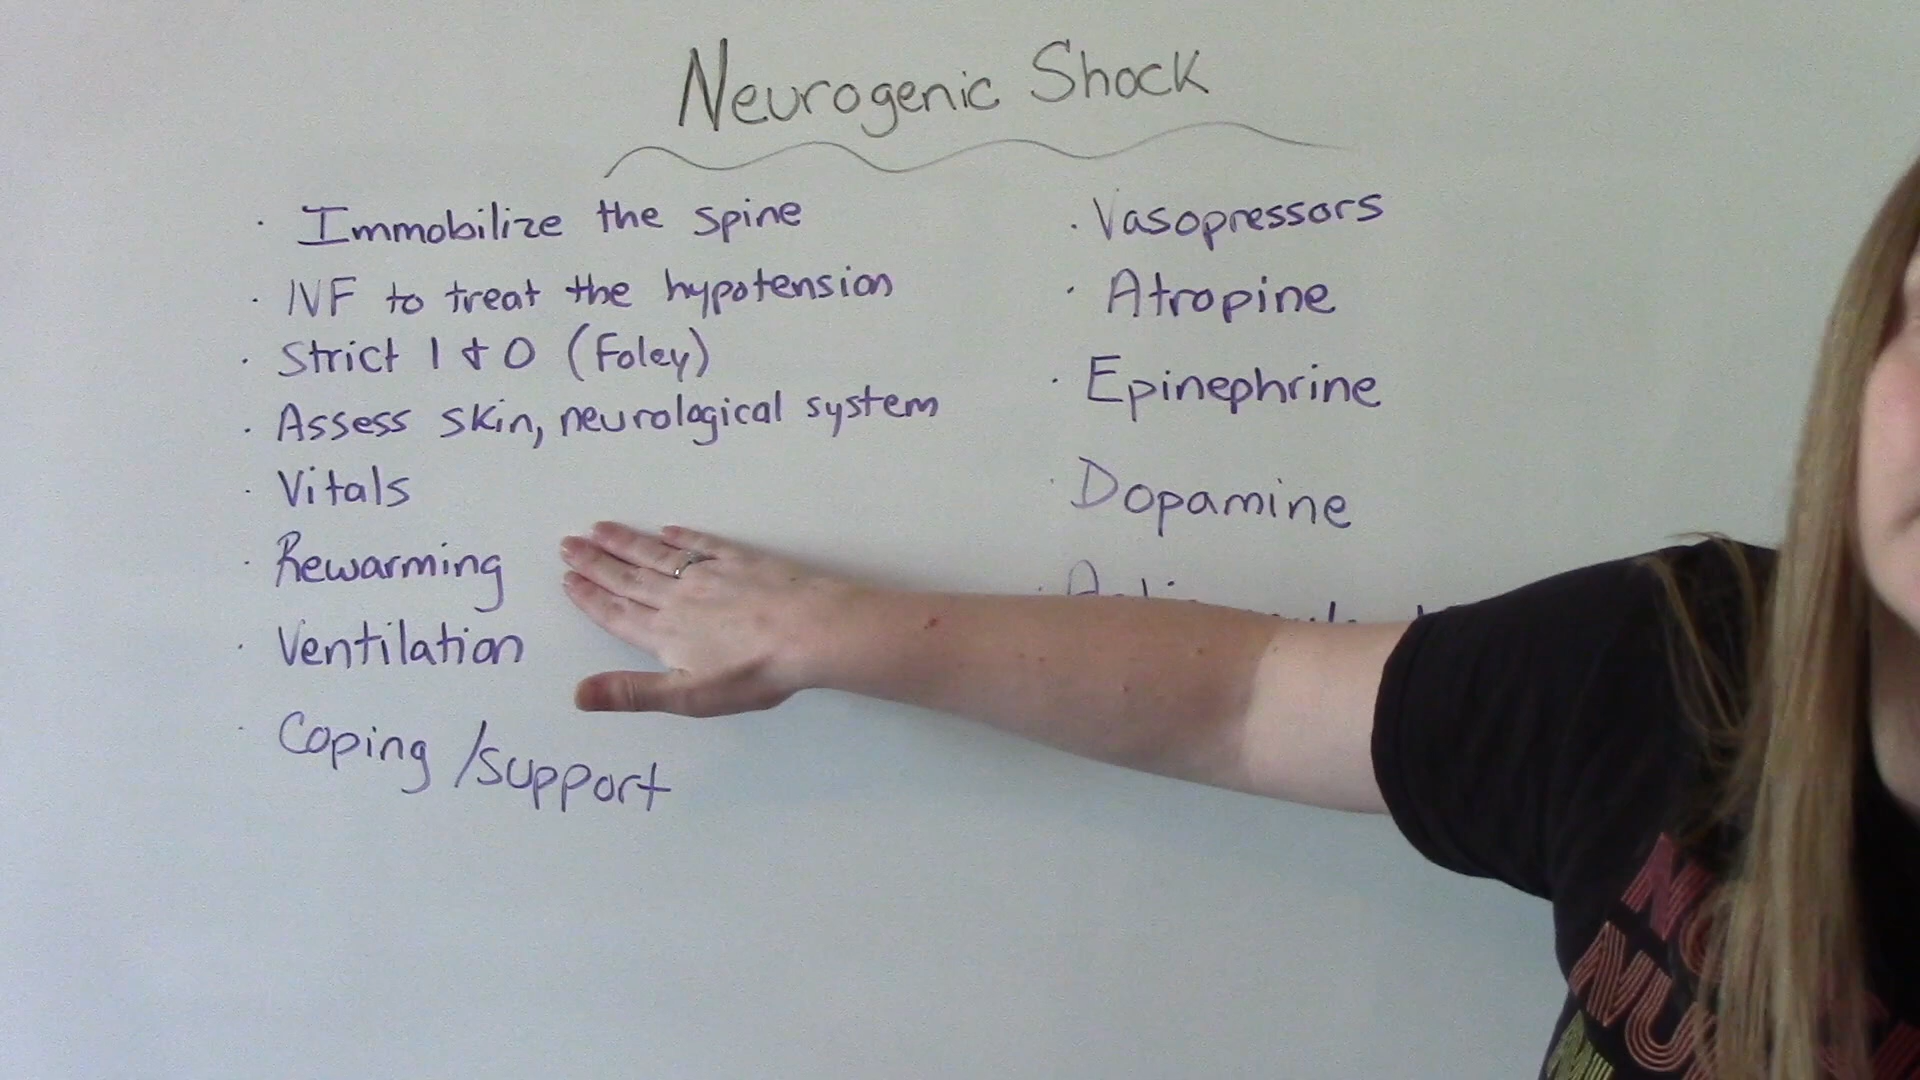 Neurogenic Shock
· Immobilize the spine
· IVF to treat the hypotension
· Strict I & O (Foley)
· Assess skin, neurological system
· Vitals
· Rewarming
· Ventilation
· Coping /support
· Vasopressors
· Atropine
· Epinephrine
· Dopamine